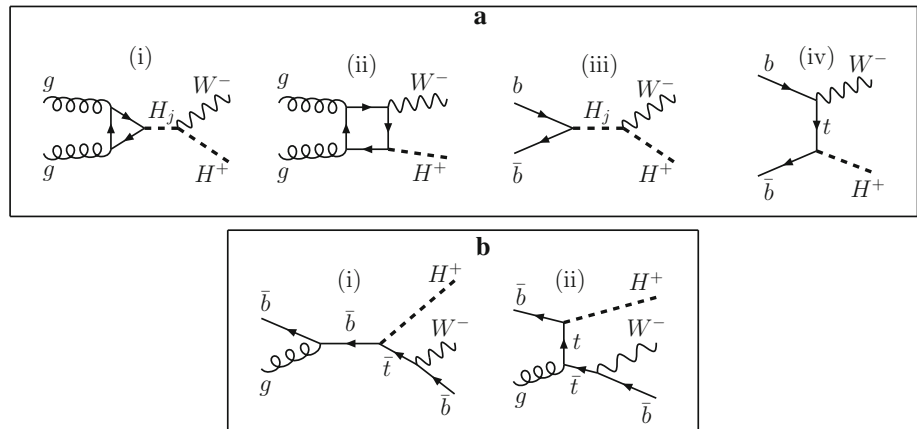 a
(i)
g
g
H_j
W^-
H^+
(ii)
g
g
W^-
H^+
(iii)
b
b̄
H_j
W^-
H^+
(iv)
b
b̄
t
W^-
H^+
b
(i)
b̄
g
b̄
t̄
H^+
W^-
b̄
(ii)
b̄
g
t
t̄
H^+
W^-
b̄